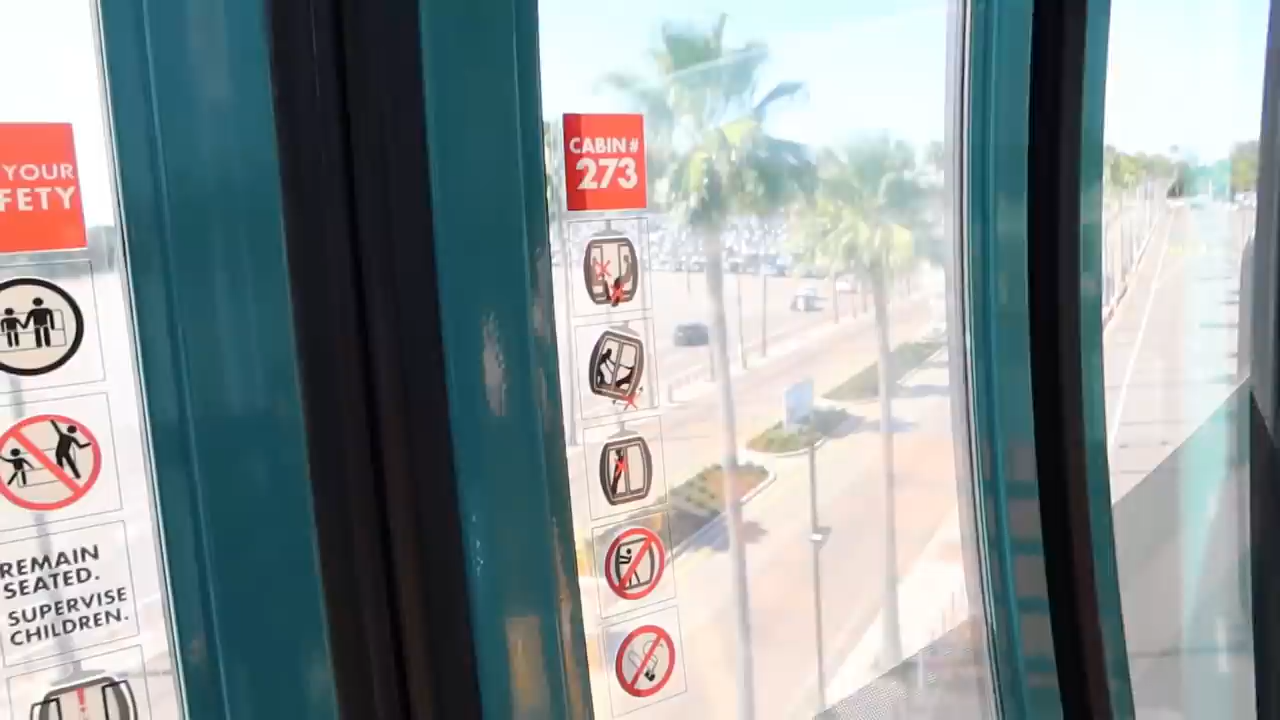 YOUR
FETY
REMAIN
SEATED.
SUPERVISE
CHILDREN.
CABIN #
273